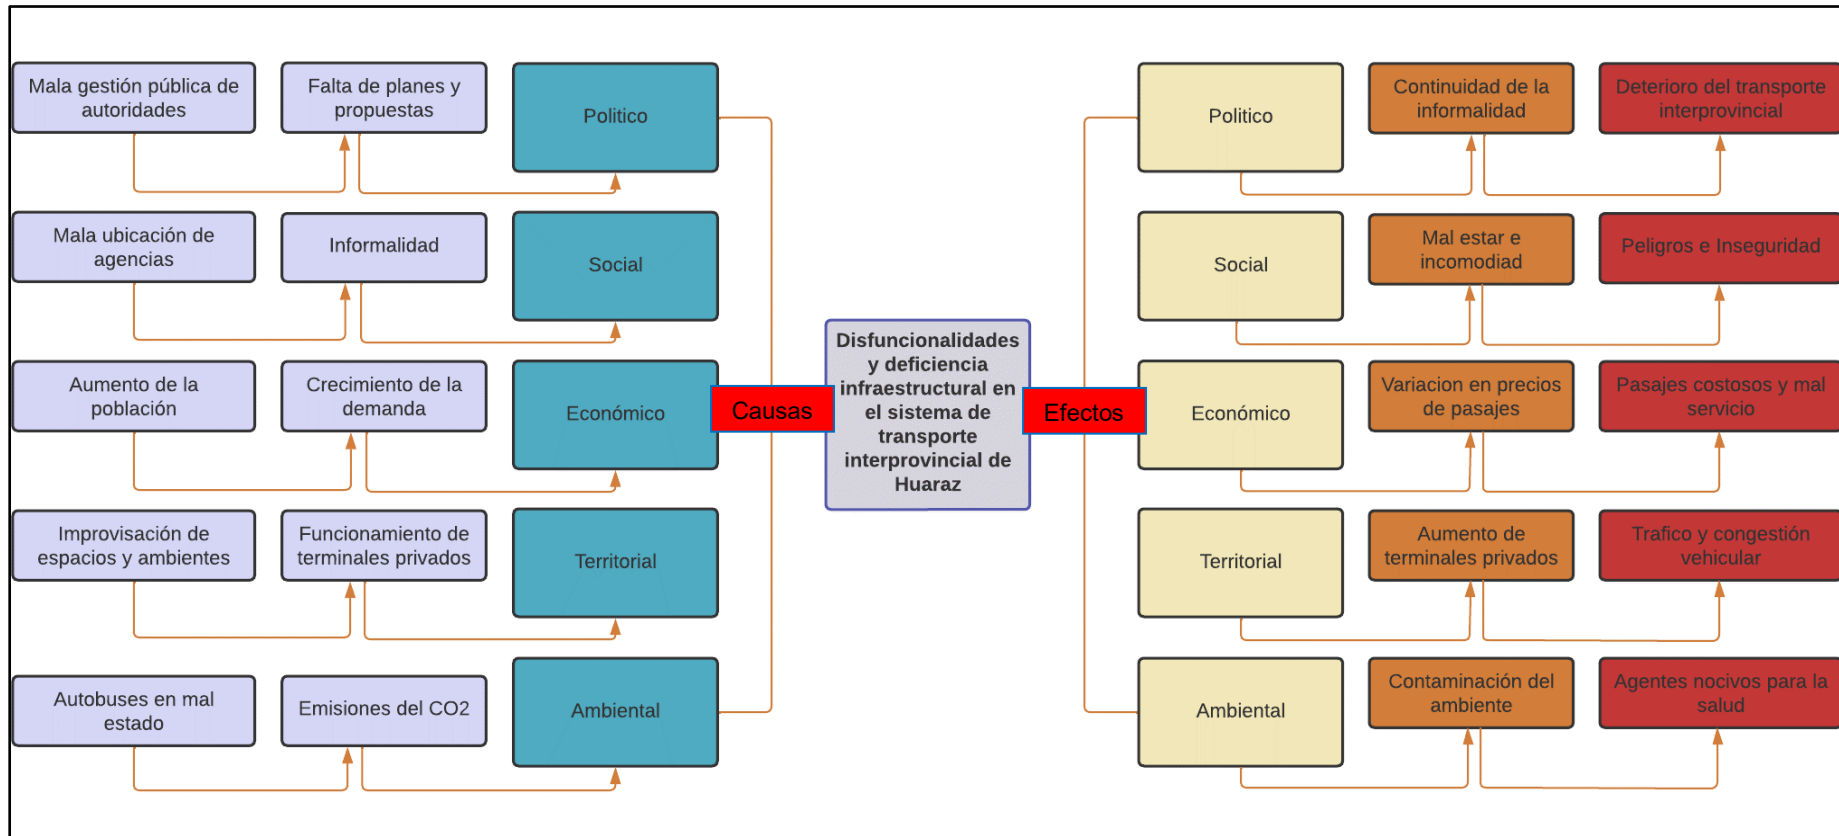 Mala gestión pública de
autoridades
Falta de planes y
propuestas
Politico
Mala ubicación de
agencias
Informalidad
Social
Aumento de la
población
Crecimiento de la
demanda
Económico
Improvisación de
espacios y ambientes
Funcionamiento de
terminales privados
Territorial
Autobuses en mal
estado
Emisiones del CO2
Ambiental
Causas
Disfuncionalidades
y deficiencia
infraestructural en
el sistema de
transporte
interprovincial de
Huaraz
Efectos
Politico
Continuidad de la
informalidad
Deterioro del transporte
interprovincial
Social
Mal estar e
incomodiad
Peligros e Inseguridad
Económico
Variacion en precios
de pasajes
Pasajes costosos y mal
servicio
Territorial
Aumento de
terminales privados
Trafico y congestión
vehicular
Ambiental
Contaminación del
ambiente
Agentes nocivos para la
salud